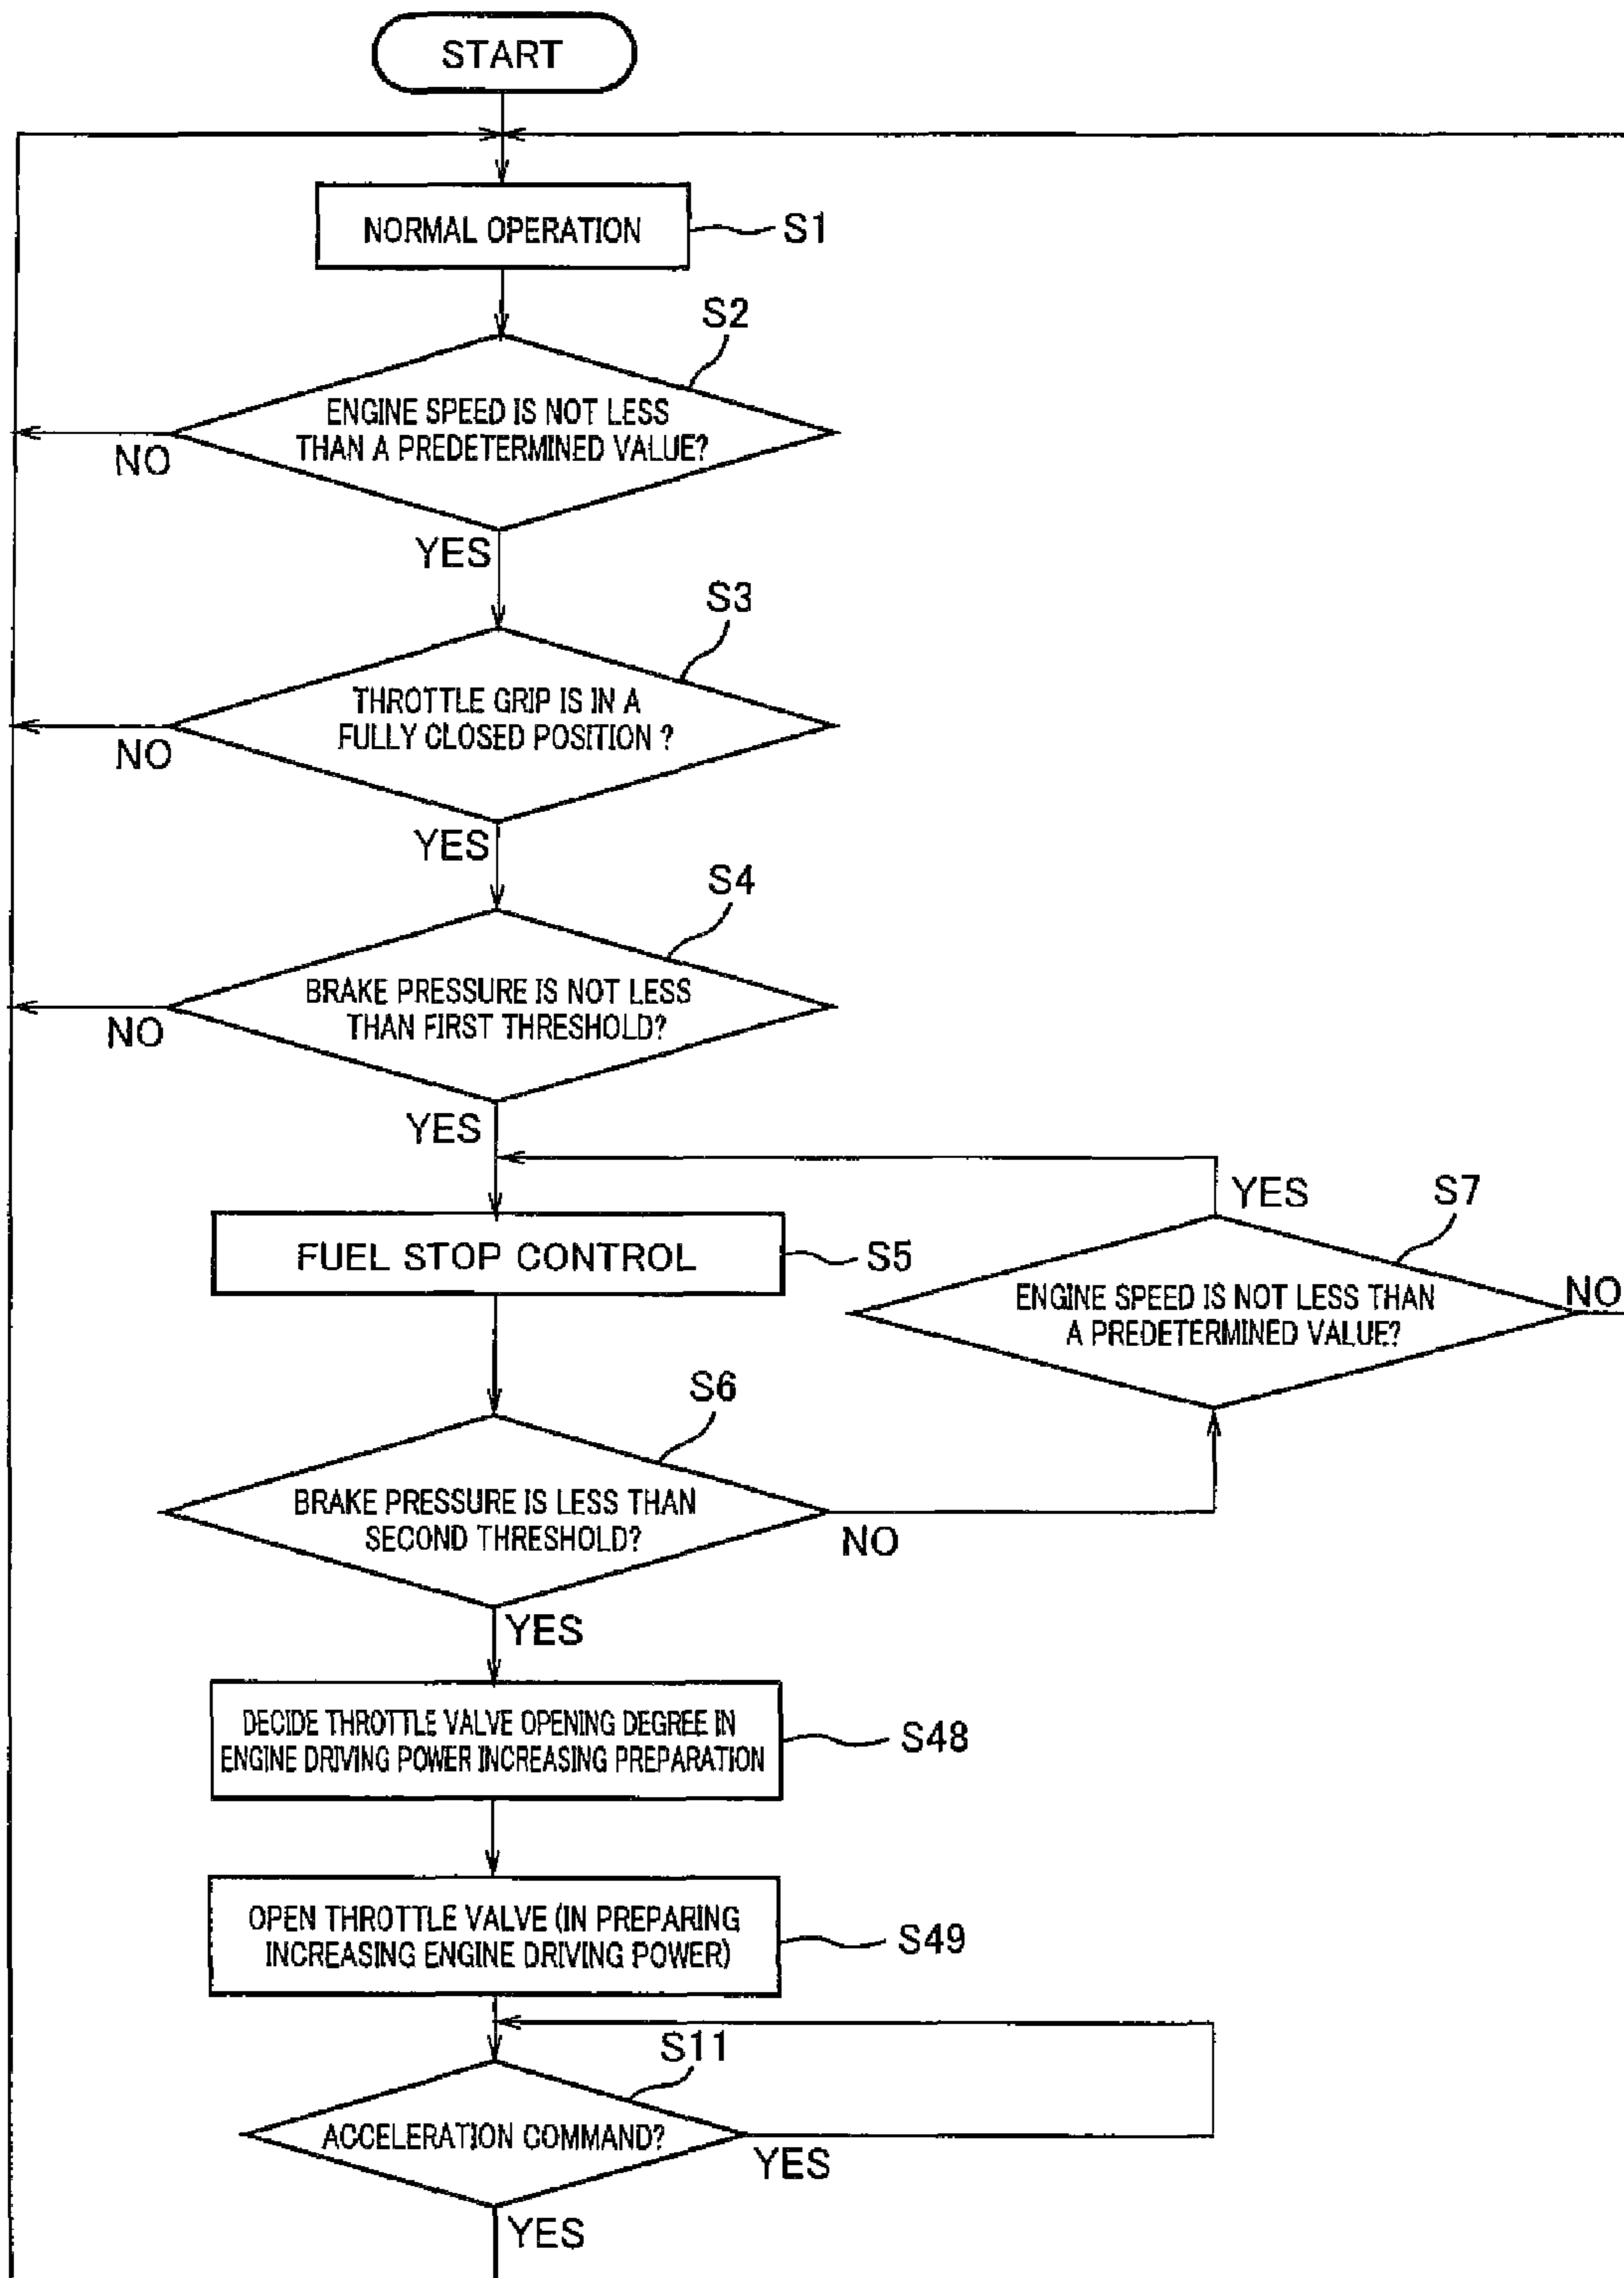 START
NORMAL OPERATION
S1
S2
ENGINE SPEED IS NOT LESS
THAN A PREDETERMINED VALUE?
NO
YES
S3
THROTTLE GRIP IS IN A
FULLY CLOSED POSITION ?
NO
YES
S4
BRAKE PRESSURE IS NOT LESS
THAN FIRST THRESHOLD?
NO
YES
YES
S7
FUEL STOP CONTROL
S5
ENGINE SPEED IS NOT LESS THAN
A PREDETERMINED VALUE?
NO
S6
BRAKE PRESSURE IS LESS THAN
SECOND THRESHOLD?
NO
YES
DECIDE THROTTLE VALVE OPENING DEGREE IN
ENGINE DRIVING POWER INCREASING PREPARATION
S48
OPEN THROTTLE VALVE (IN PREPARING
INCREASING ENGINE DRIVING POWER)
S49
S11
ACCELERATION COMMAND?
YES
YES